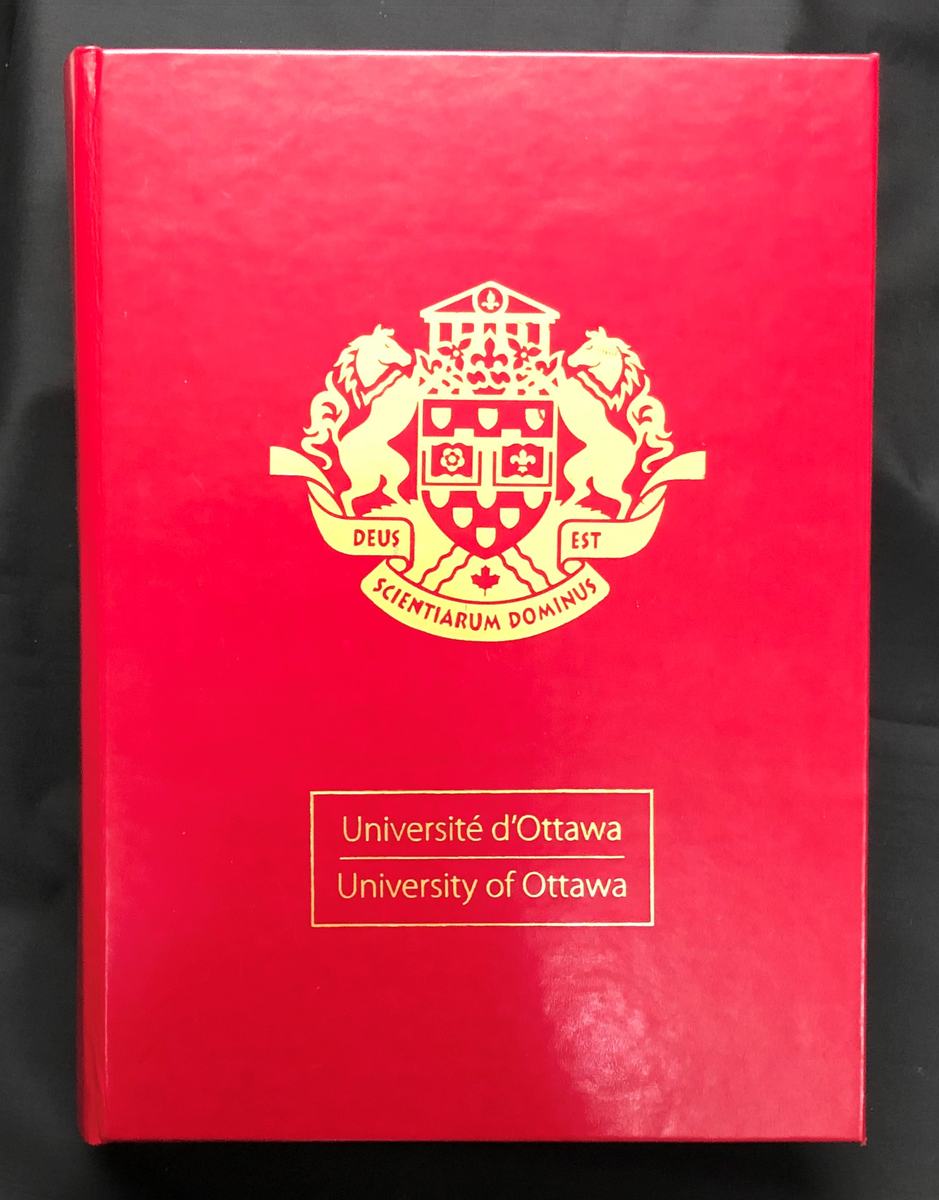 DEUS EST
SCIENTIARUM DOMINUS
Université d'Ottawa
University of Ottawa